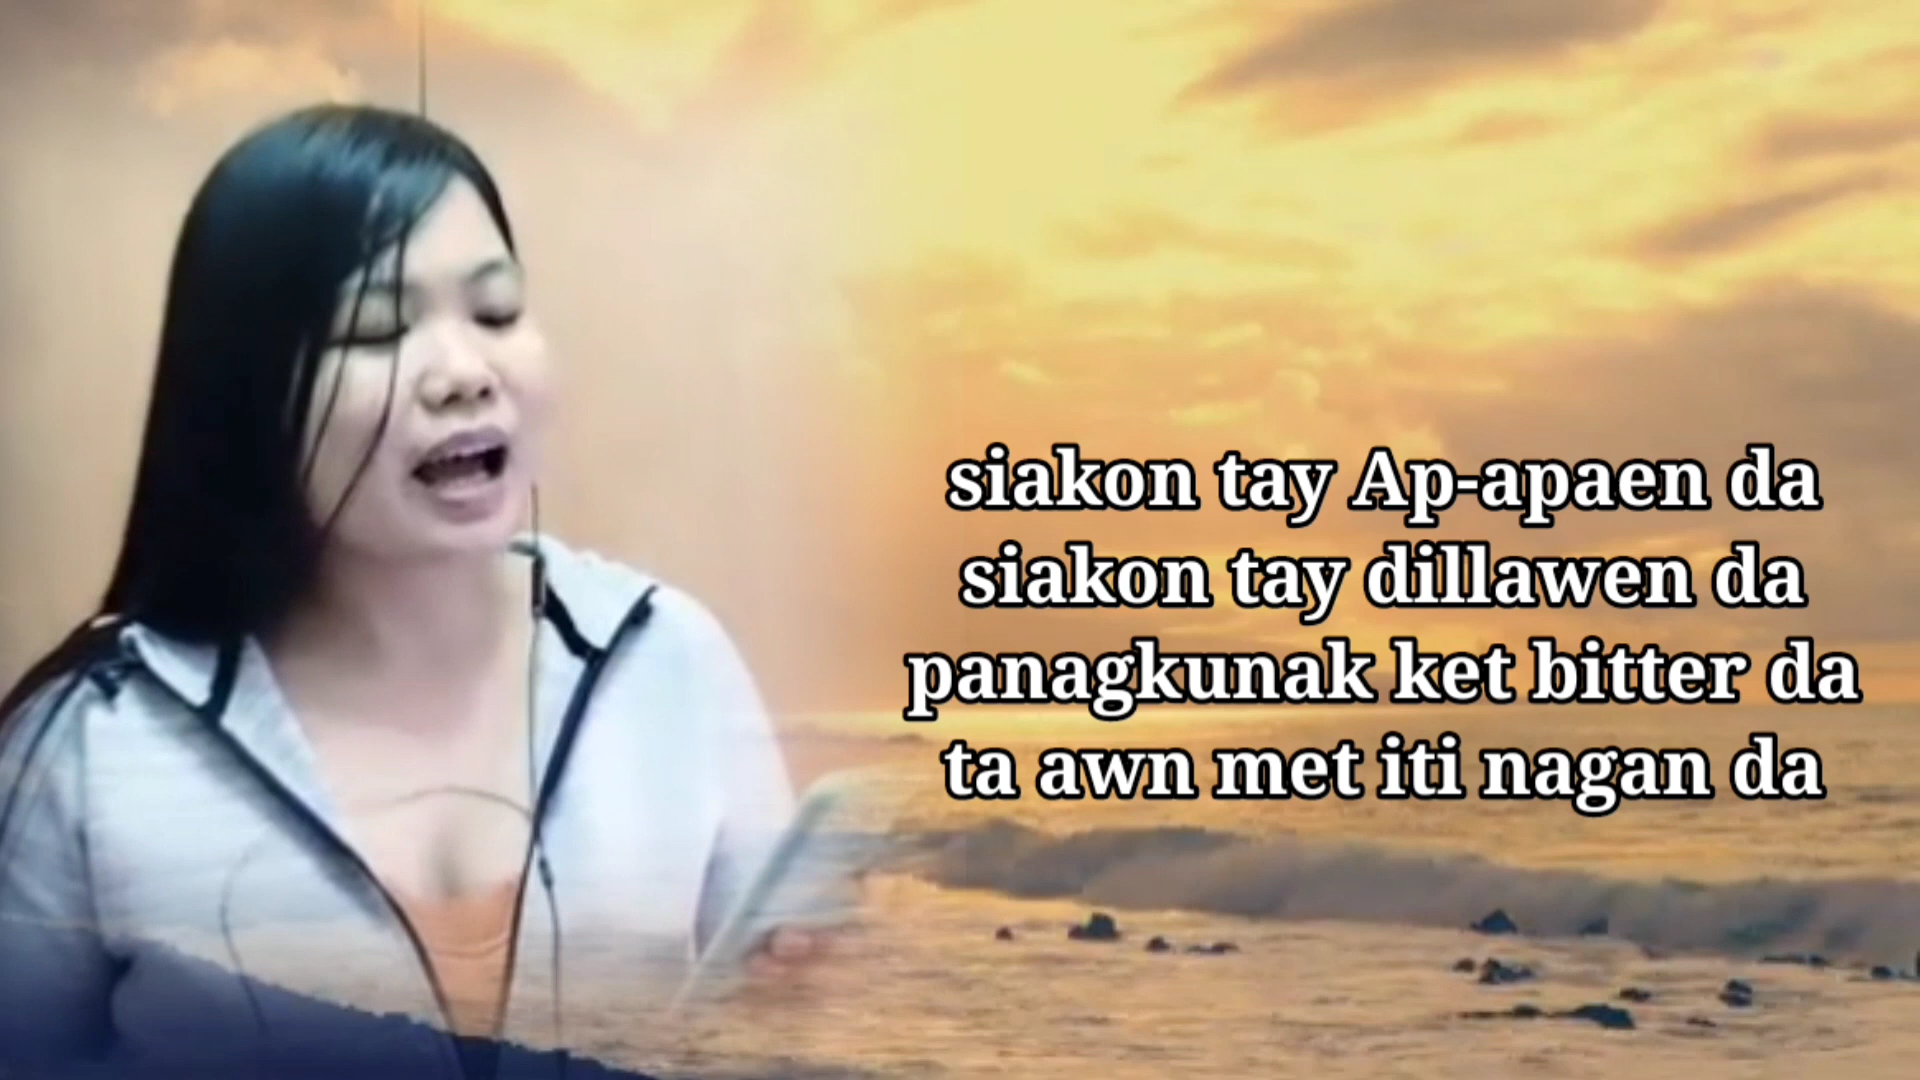 siakon tay Ap-apaen da
siakon tay dillawen da
panagkunak ket bitter da
ta awn met iti nagan da